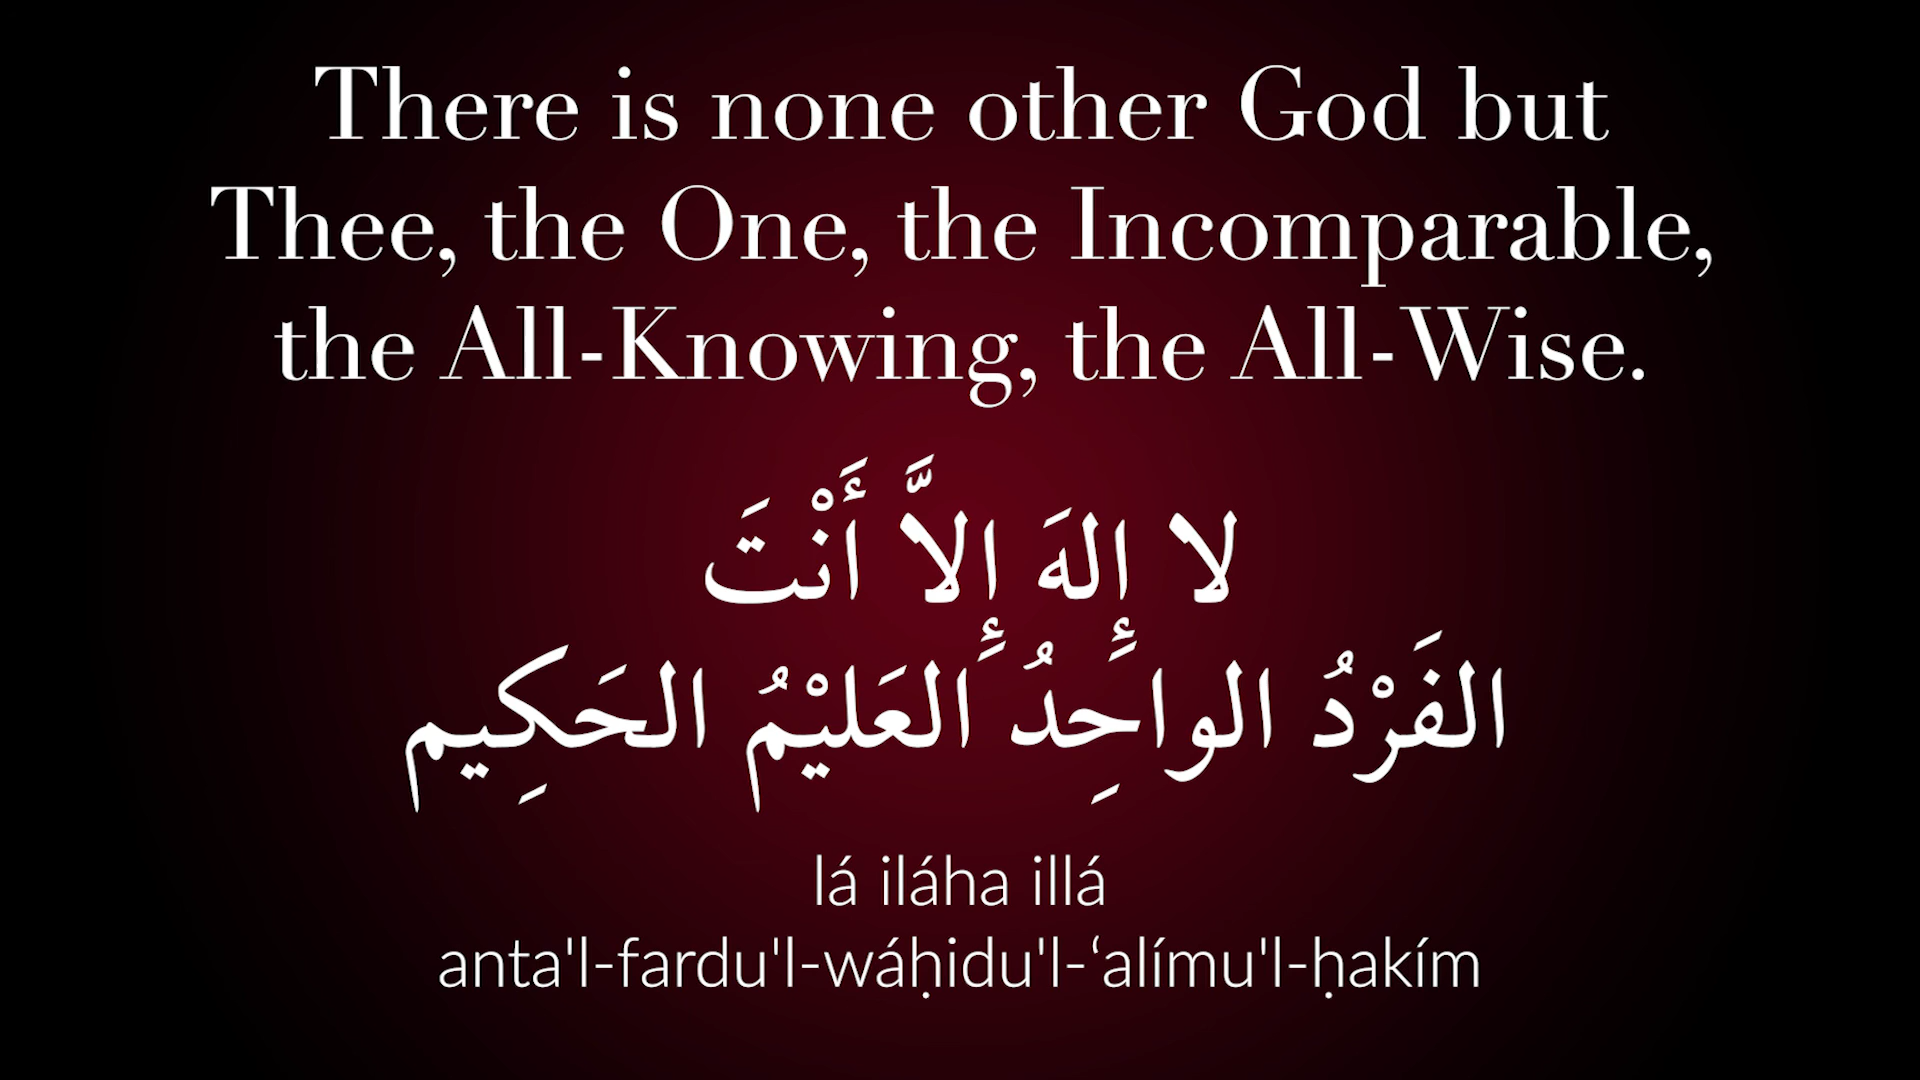 There is none other God but
Thee, the One, the Incomparable,
the All-Knowing, the All-Wise.
لا إِلهَ إِلاَّ أَنْتَ
الفَرْدُ الواحِدُ العَليْمُ الحَكِيم
lá iláha illá
anta'l-fardu'l-wáḥidu'l-‘alímu'l-ḥakím